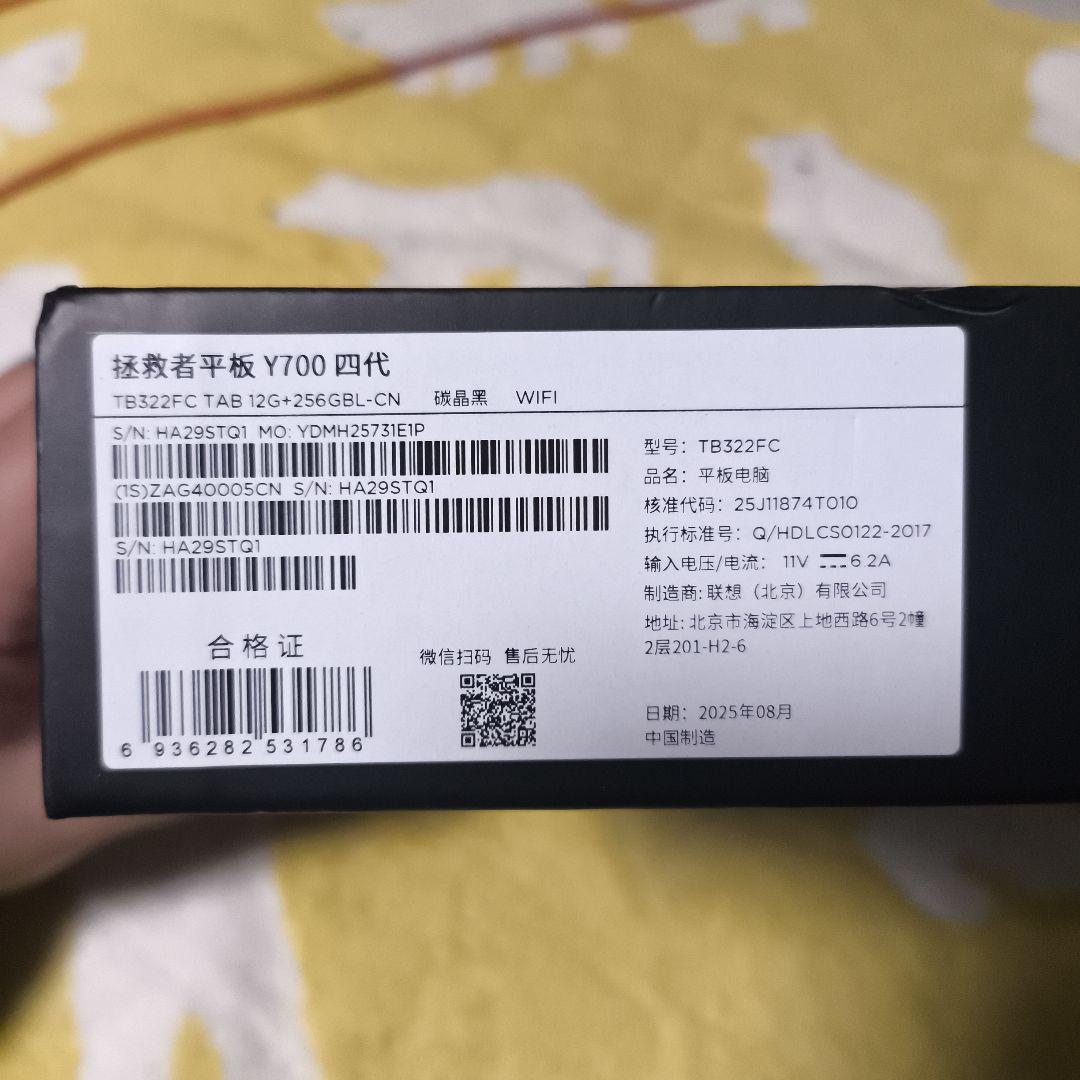 拯救者平板 Y700 四代
TB322FC TAB 12G+256GBL-CN 碳晶黑 WIFI
S/N: HA29STQ1 MO: YDMH25731E1P
(1S)ZAG40005CN S/N: HA29STQ1
S/N: HA29STQ1
合格证
6 936282 531786
微信扫码 售后无忧
型号: TB322FC
品名: 平板电脑
核准代码: 25J11874T010
执行标准号: Q/HDLCS0122-2017
输入电压/电流: 11V ⎓ 6.2A
制造商: 联想（北京）有限公司
地址: 北京市海淀区上地西路6号2幢
2层201-H2-6
日期: 2025年08月
中国制造